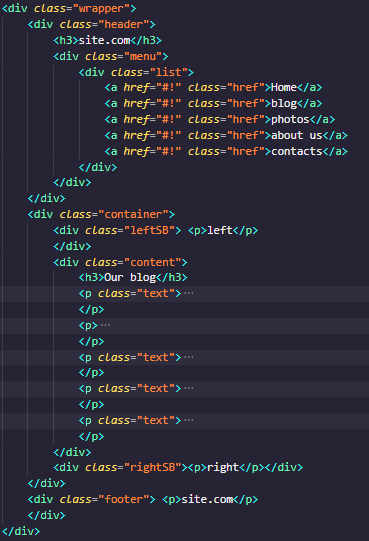 <div class="wrapper">
    <div class="header">
        <h3>site.com</h3>
        <div class="menu">
            <div class="list">
                <a href="#!" class="href">Home</a>
                <a href="#!" class="href">blog</a>
                <a href="#!" class="href">photos</a>
                <a href="#!" class="href">about us</a>
                <a href="#!" class="href">contacts</a>
            </div>
        </div>
    </div>
    <div class="container">
        <div class="leftSB"> <p>left</p>
        </div>
        <div class="content">
            <h3>Our blog</h3>
            <p class="text">···
            </p>
            <p>···
            </p>
            <p class="text">···
            </p>
            <p class="text">···
            </p>
            <p class="text">···
            </p>
        </div>
        <div class="rightSB"><p>right</p></div>
    </div>
    <div class="footer"> <p>site.com</p>
    </div>
</div>